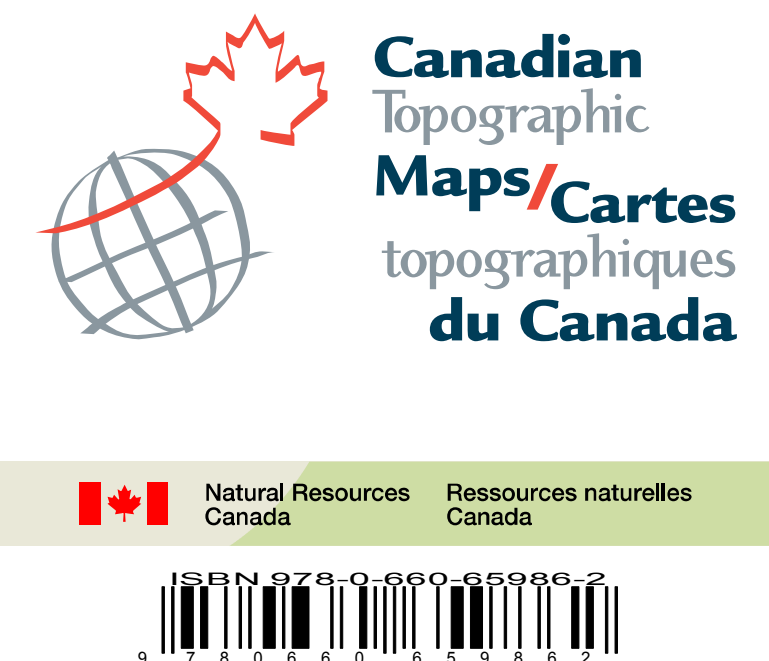 Canadian
Topographic
Maps/Cartes
topographiques
du Canada
Natural Resources
Canada
Ressources naturelles
Canada
ISBN 978-0-660-65986-2
9 780660 659862